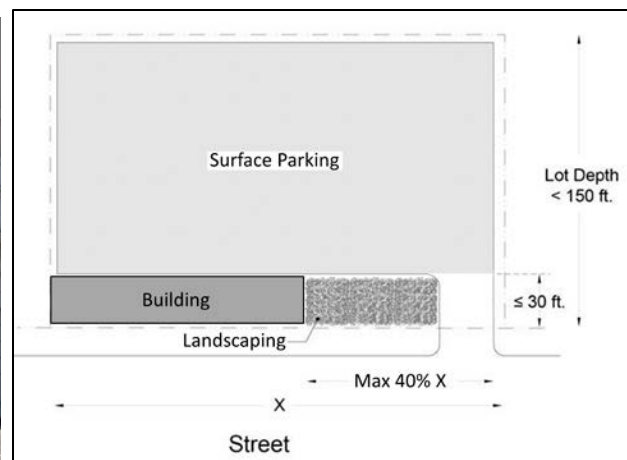 Surface Parking
Lot Depth
< 150 ft.
Building
≤ 30 ft.
Landscaping
Max 40% X
X
Street